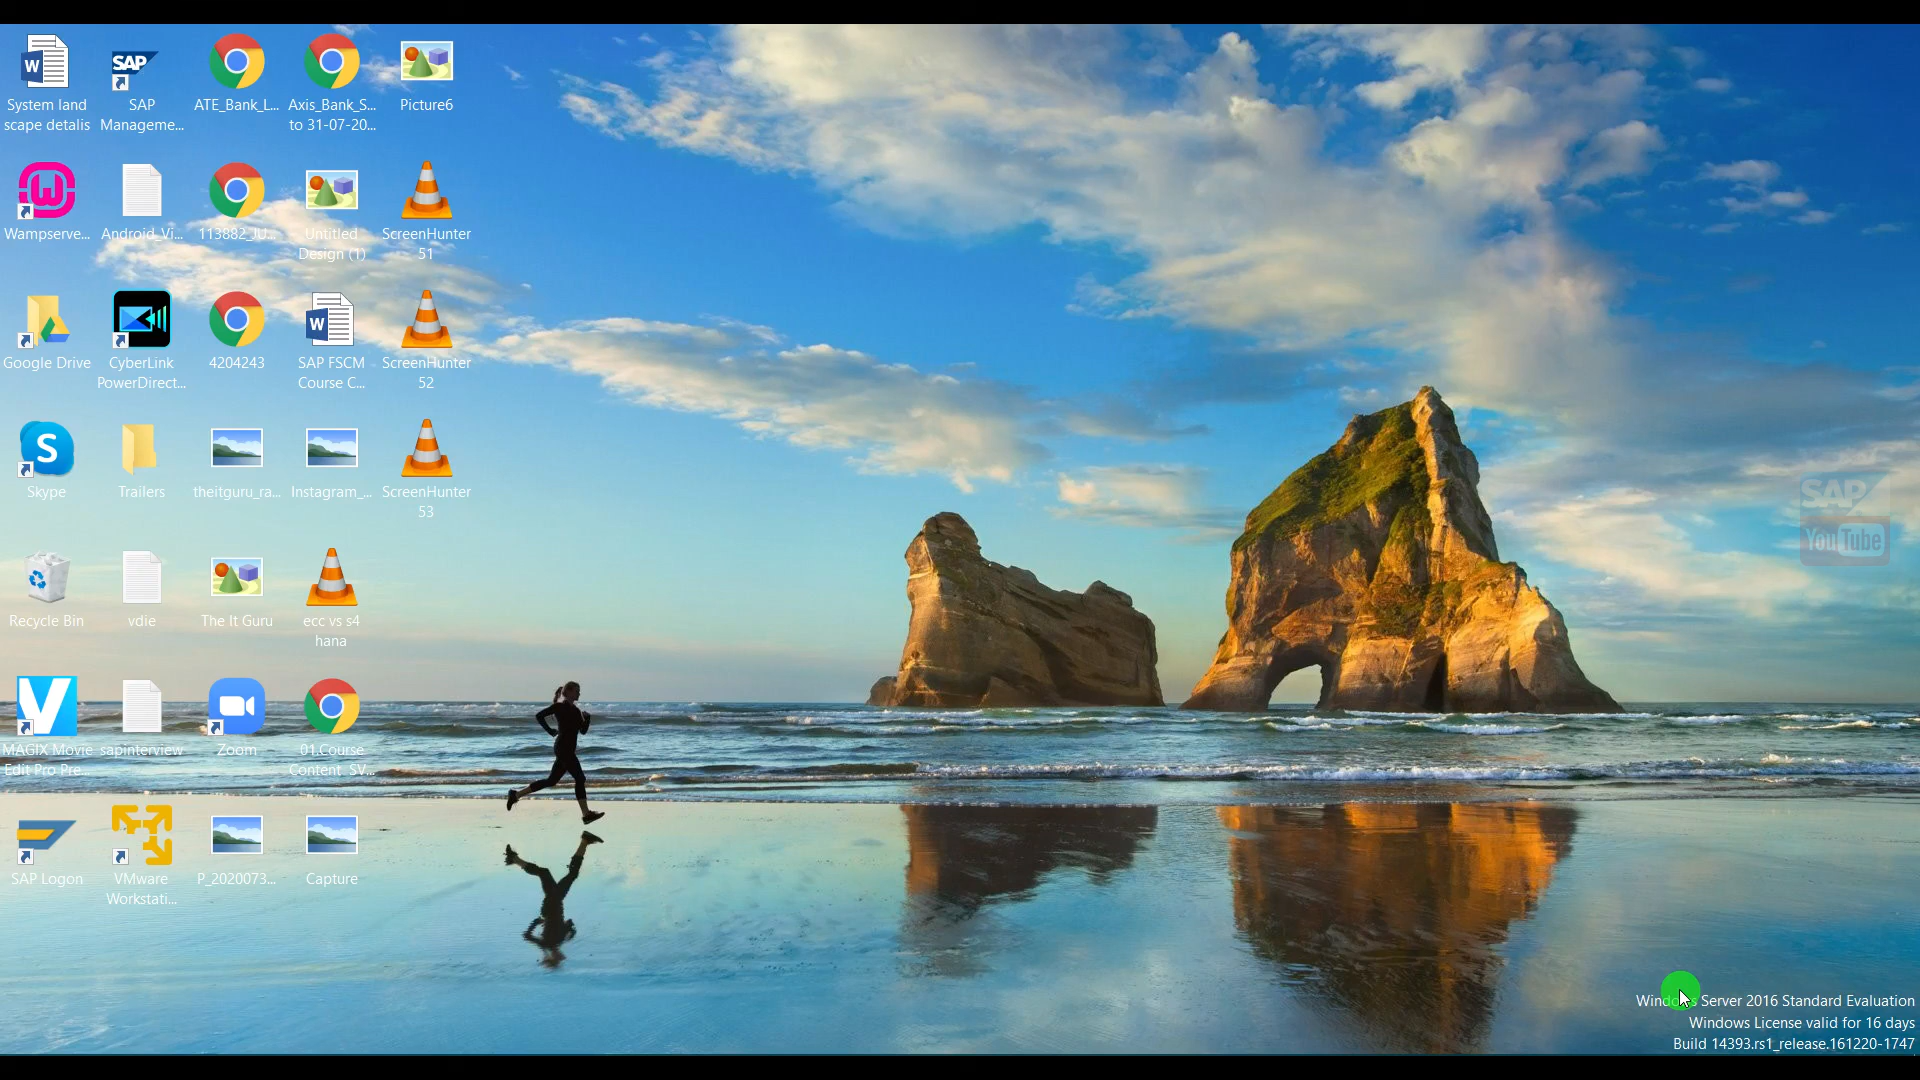 System land
scape detalis
SAP
Manageme...
ATE_Bank_L...
Axis_Bank_S...
to 31-07-20...
Picture6
Wampserve...
Android_Vi...
113882_JU...
Untitled
Design (1)
ScreenHunter
51
Google Drive
CyberLink
PowerDirect...
4204243
SAP FSCM
Course C...
ScreenHunter
52
Skype
Trailers
theitguru_ra...
Instagram_...
ScreenHunter
53
SAP
YouTube
Recycle Bin
vdie
The It Guru
ecc vs s4
hana
MAGIX Movie
Edit Pro Pre...
sapinterview
Zoom
01.Course
Content_SV...
SAP Logon
VMware
Workstati...
P_2020073...
Capture
Windows Server 2016 Standard Evaluation
Windows License valid for 16 days
Build 14393.rs1_release.161220-1747